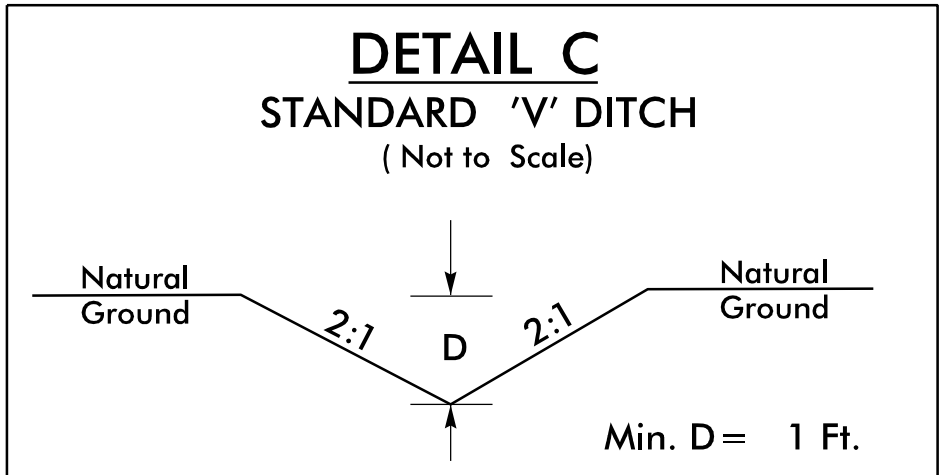 DETAIL C
STANDARD 'V' DITCH
( Not to Scale)
Natural
Ground
2:1
D
2:1
Natural
Ground
Min. D = 1 Ft.